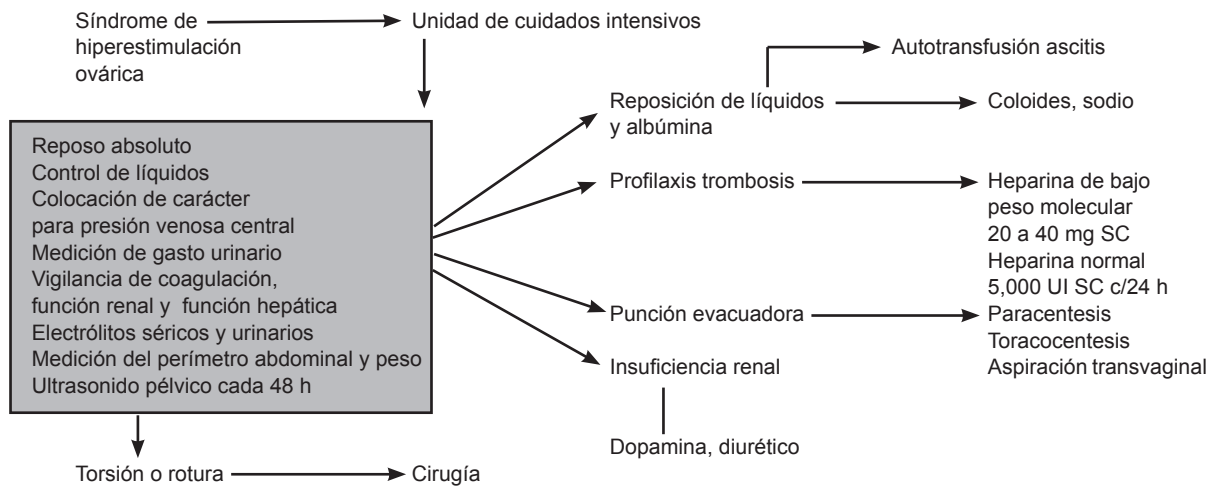 Síndrome de
hiperestimulación
ovárica
Unidad de cuidados intensivos
Reposo absoluto
Control de líquidos
Colocación de carácter
para presión venosa central
Medición de gasto urinario
Vigilancia de coagulación,
función renal y función hepática
Electrólitos séricos y urinarios
Medición del perímetro abdominal y peso
Ultrasonido pélvico cada 48 h
Autotransfusión ascitis
Reposición de líquidos
y albúmina
Coloides, sodio
Profilaxis trombosis
Heparina de bajo
peso molecular
20 a 40 mg SC
Heparina normal
5,000 UI SC c/24 h
Punción evacuadora
Paracentesis
Toracocentesis
Aspiración transvaginal
Insuficiencia renal
Dopamina, diurético
Torsión o rotura
Cirugía